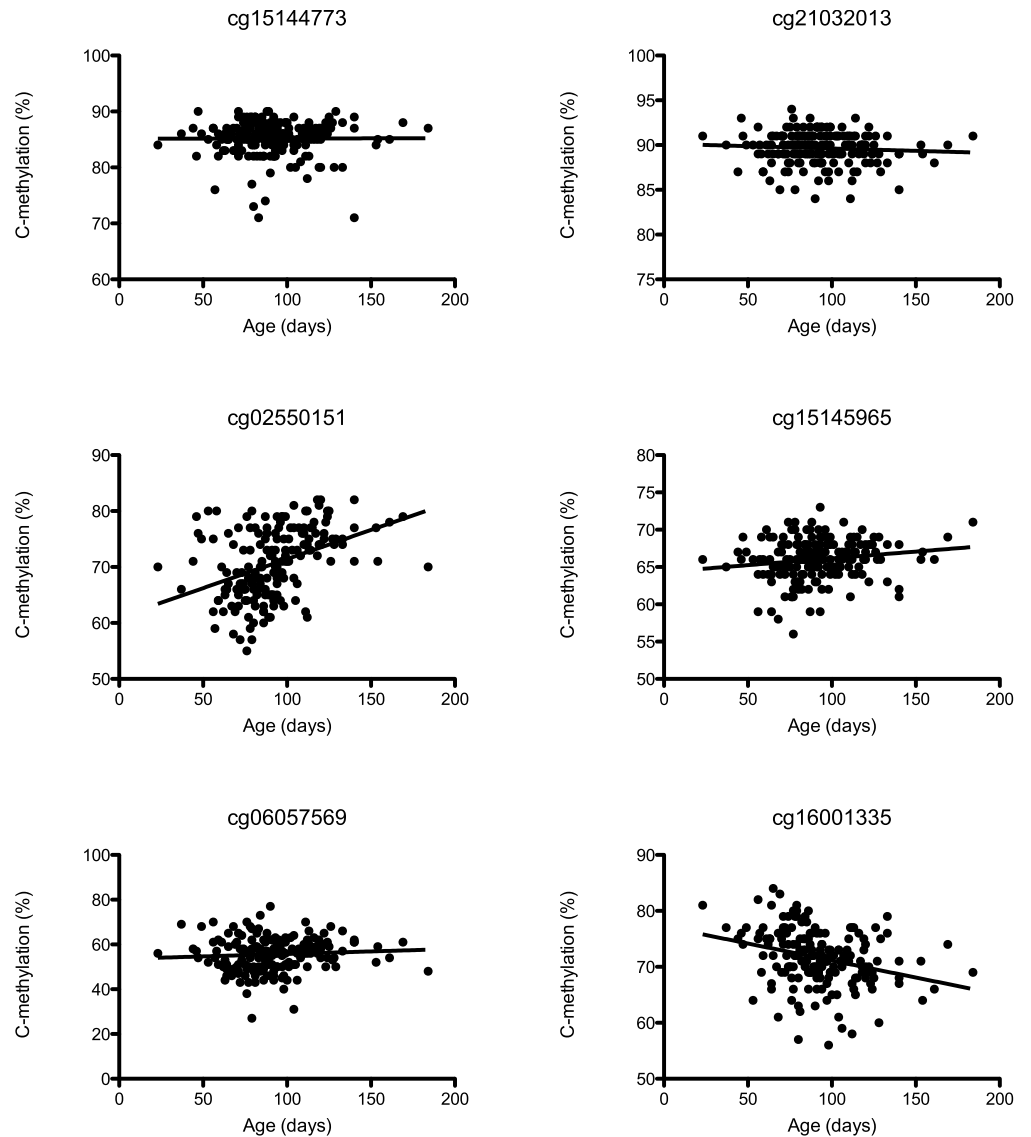 cg15144773
100
90
80
70
60
0 50 100 150 200
C-methylation (%)
Age (days)
cg21032013
100
95
90
85
80
75
0 50 100 150 200
C-methylation (%)
Age (days)
cg02550151
90
80
70
60
50
0 50 100 150 200
C-methylation (%)
Age (days)
cg15145965
80
75
70
65
60
55
50
0 50 100 150 200
C-methylation (%)
Age (days)
cg06057569
100
80
60
40
20
0
0 50 100 150 200
C-methylation (%)
Age (days)
cg16001335
90
80
70
60
50
0 50 100 150 200
C-methylation (%)
Age (days)